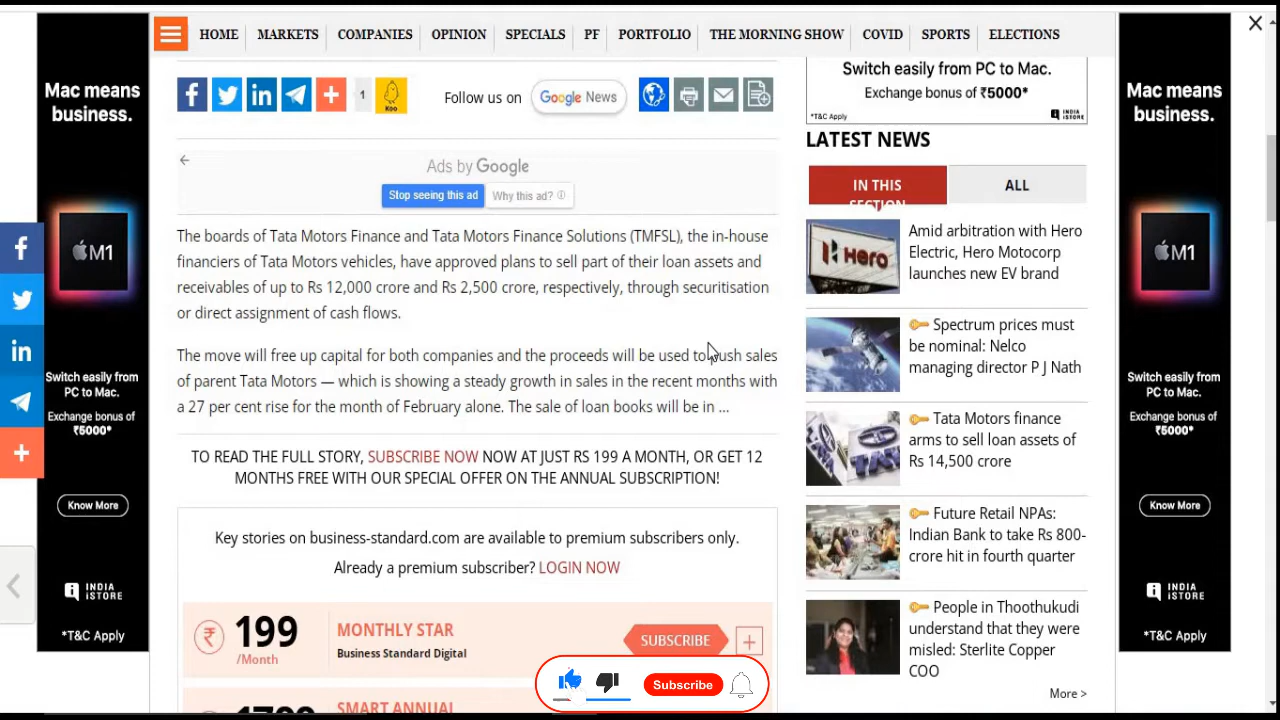 HOME
MARKETS
COMPANIES
OPINION
SPECIALS
PF
PORTFOLIO
THE MORNING SHOW
COVID
SPORTS
ELECTIONS
X
Mac means
business.
M1
Switch easily from
PC to Mac.
Exchange bonus of
₹5000*
Know More
INDIA
iSTORE
*T&C Apply
1
Koo
Follow us on
Google News
Ads by Google
Stop seeing this ad
Why this ad?
The boards of Tata Motors Finance and Tata Motors Finance Solutions (TMFSL), the in-house
financiers of Tata Motors vehicles, have approved plans to sell part of their loan assets and
receivables of up to Rs 12,000 crore and Rs 2,500 crore, respectively, through securitisation
or direct assignment of cash flows.
The move will free up capital for both companies and the proceeds will be used to push sales
of parent Tata Motors — which is showing a steady growth in sales in the recent months with
a 27 per cent rise for the month of February alone. The sale of loan books will be in ...
TO READ THE FULL STORY, SUBSCRIBE NOW NOW AT JUST RS 199 A MONTH, OR GET 12
MONTHS FREE WITH OUR SPECIAL OFFER ON THE ANNUAL SUBSCRIPTION!
Key stories on business-standard.com are available to premium subscribers only.
Already a premium subscriber? LOGIN NOW
₹
199
/Month
MONTHLY STAR
Business Standard Digital
SUBSCRIBE
+
SMART ANNUAL
Subscribe
Switch easily from PC to Mac.
Exchange bonus of ₹5000*
*T&C Apply
INDIA
iSTORE
LATEST NEWS
IN THIS
SECTION
ALL
HERO
Amid arbitration with Hero
Electric, Hero Motocorp
launches new EV brand
Spectrum prices must
be nominal: Nelco
managing director P J Nath
TATA
Tata Motors finance
arms to sell loan assets of
Rs 14,500 crore
Future Retail NPAs:
Indian Bank to take Rs 800-
crore hit in fourth quarter
People in Thoothukudi
understand that they were
misled: Sterlite Copper
COO
More >
Mac means
business.
M1
Switch easily from
PC to Mac.
Exchange bonus of
₹5000*
Know More
INDIA
iSTORE
*T&C Apply